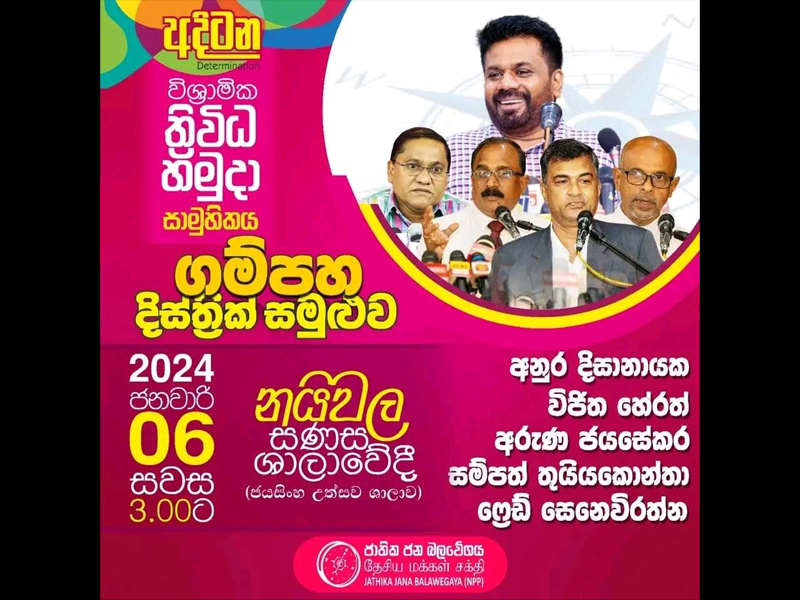 අදිටන
Determination
විශ්‍රාමික
ත්‍රිවිධ
හමුදා
සාමුහිකය
ගම්පහ
දිස්ත්‍රික් සමුළුව
2024
ජනවාරි
06
සවස
3.00ට
නයිවල
සණස
ශාලාවේදී
(ජයසිංහ උත්සව ශාලාව)
අනුර දිසානායක
විජිත හේරත්
අරුණ ජයසේකර
සම්පත් තුයියකොන්තා
ෆ්‍රෙඩ් සෙනෙවිරත්න
ජාතික ජන බලවේගය
தேசிய மக்கள் சக்தி
JATHIKA JANA BALAWEGAYA (NPP)